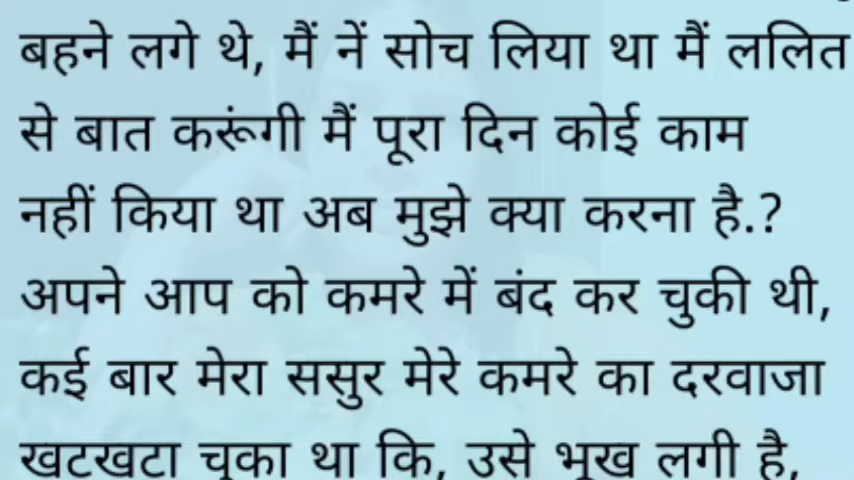 बहने लगे थे, मैं नें सोच लिया था मैं ललित
से बात करूंगी मैं पूरा दिन कोई काम
नहीं किया था अब मुझे क्या करना है.?
अपने आप को कमरे में बंद कर चुकी थी,
कई बार मेरा ससुर मेरे कमरे का दरवाजा
खटखटा चुका था कि, उसे भूख लगी है,